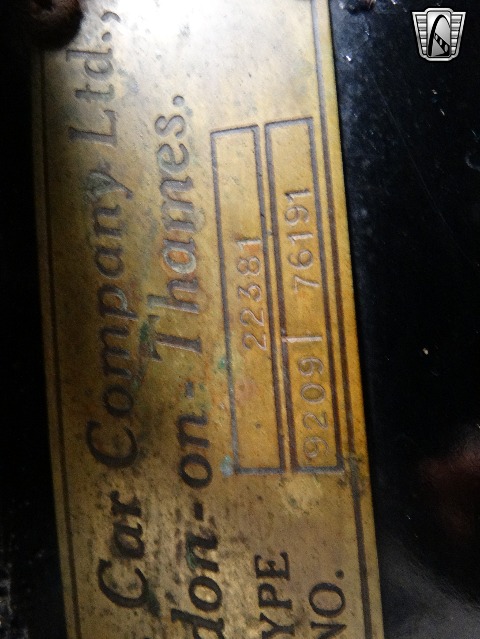 Car Company Ltd.,
don-on-Thames.
YPE 22381
NO. 9209 | 76191